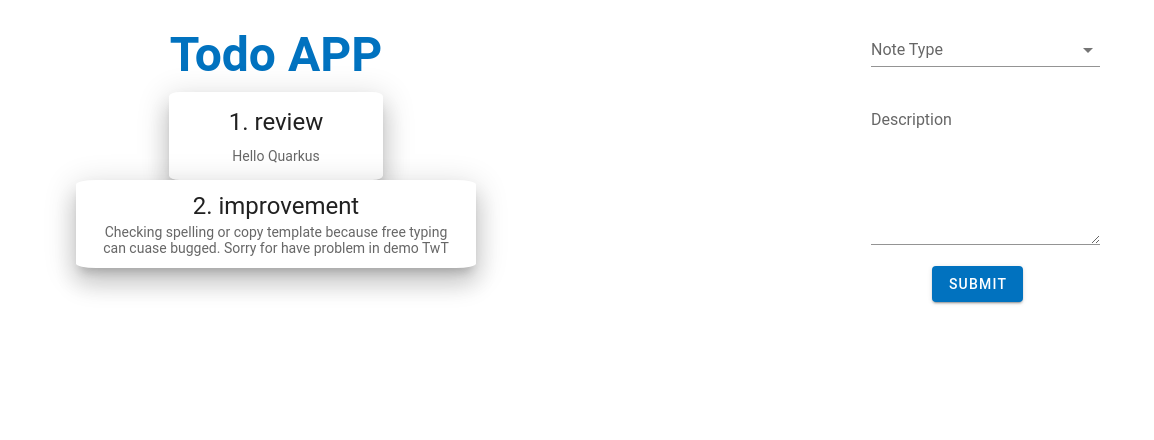 Todo APP
1. review
Hello Quarkus
2. improvement
Checking spelling or copy template because free typing
can cuase bugged. Sorry for have problem in demo TwT
Note Type
Description
SUBMIT